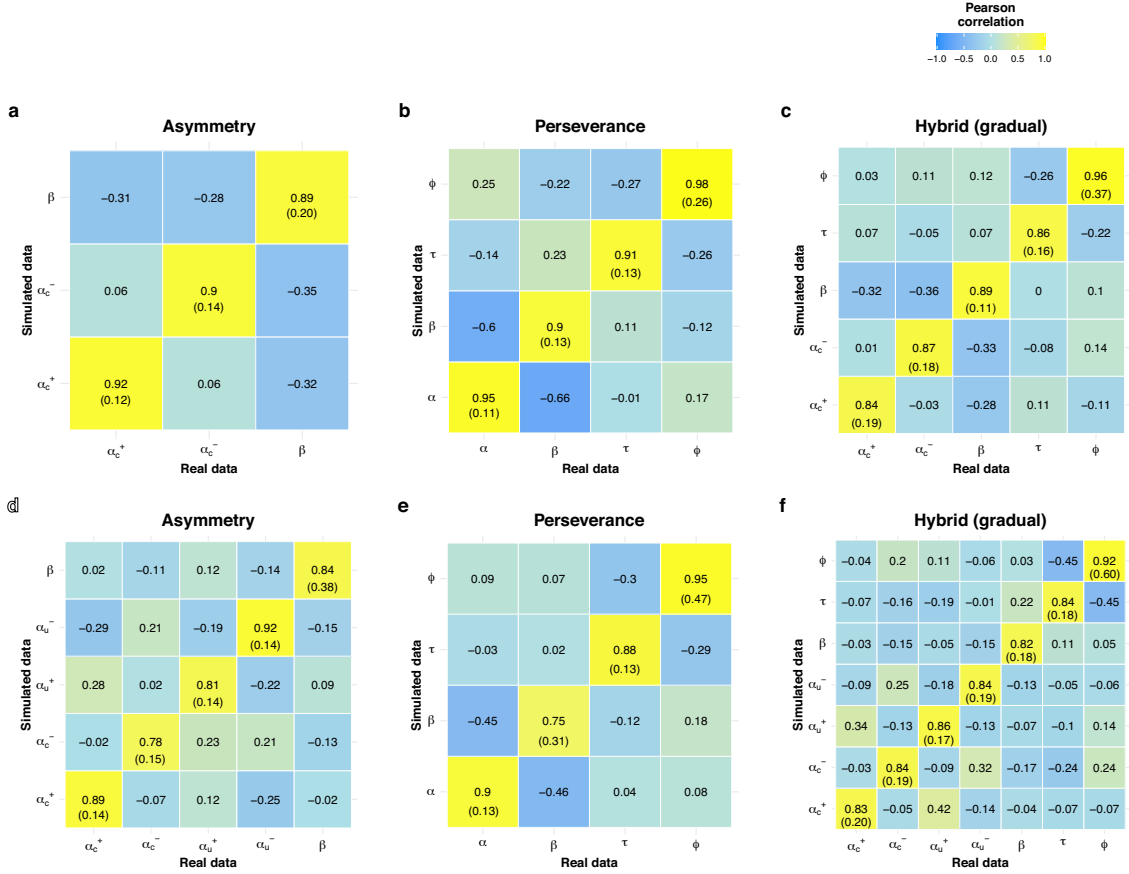 Pearson
correlation
−1.0 −0.5 0.0 0.5 1.0
a
Asymmetry
Simulated data
β −0.31 −0.28 0.89
(0.20)
αc− 0.06 0.9 −0.35
(0.14)
αc+ 0.92 0.06 −0.32
(0.12)
αc+ αc− β
Real data
b
Perseverance
Simulated data
ϕ 0.25 −0.22 −0.27 0.98
(0.26)
τ −0.14 0.23 0.91 −0.26
(0.13)
β −0.6 0.9 0.11 −0.12
(0.13)
α 0.95 −0.66 −0.01 0.17
(0.11)
α β τ ϕ
Real data
c
Hybrid (gradual)
Simulated data
ϕ 0.03 0.11 0.12 −0.26 0.96
(0.37)
τ 0.07 −0.05 0.07 0.86 −0.22
(0.16)
β −0.32 −0.36 0.89 0 0.1
(0.11)
αc− 0.01 0.87 −0.33 −0.08 0.14
(0.18)
αc+ 0.84 −0.03 −0.28 0.11 −0.11
(0.19)
αc+ αc− β τ ϕ
Real data
d
Asymmetry
Simulated data
β 0.02 −0.11 0.12 −0.14 0.84
(0.38)
αu− −0.29 0.21 −0.19 0.92 −0.15
(0.14)
αu+ 0.28 0.02 0.81 −0.22 0.09
(0.14)
αc− −0.02 0.78 0.23 0.21 −0.13
(0.15)
αc+ 0.89 −0.07 0.12 −0.25 −0.02
(0.14)
αc+ αc− αu+ αu− β
Real data
e
Perseverance
Simulated data
ϕ 0.09 0.07 −0.3 0.95
(0.47)
τ −0.03 0.02 0.88 −0.29
(0.13)
β −0.45 0.75 −0.12 0.18
(0.31)
α 0.9 −0.46 0.04 0.08
(0.13)
α β τ ϕ
Real data
f
Hybrid (gradual)
Simulated data
ϕ −0.04 0.2 0.11 −0.06 0.03 −0.45 0.92
(0.60)
τ −0.07 −0.16 −0.19 −0.01 0.22 0.84 −0.45
(0.18)
β −0.03 −0.15 −0.05 −0.15 0.82 0.11 0.05
(0.18)
αu− −0.09 0.25 −0.18 0.84 −0.13 −0.05 −0.06
(0.19)
αu+ 0.34 −0.13 0.86 −0.13 −0.07 −0.1 0.14
(0.17)
αc− −0.03 0.84 −0.09 0.32 −0.17 −0.24 0.24
(0.19)
αc+ 0.83 −0.05 0.42 −0.14 −0.04 −0.07 −0.07
(0.20)
αc+ αc− αu+ αu− β τ ϕ
Real data